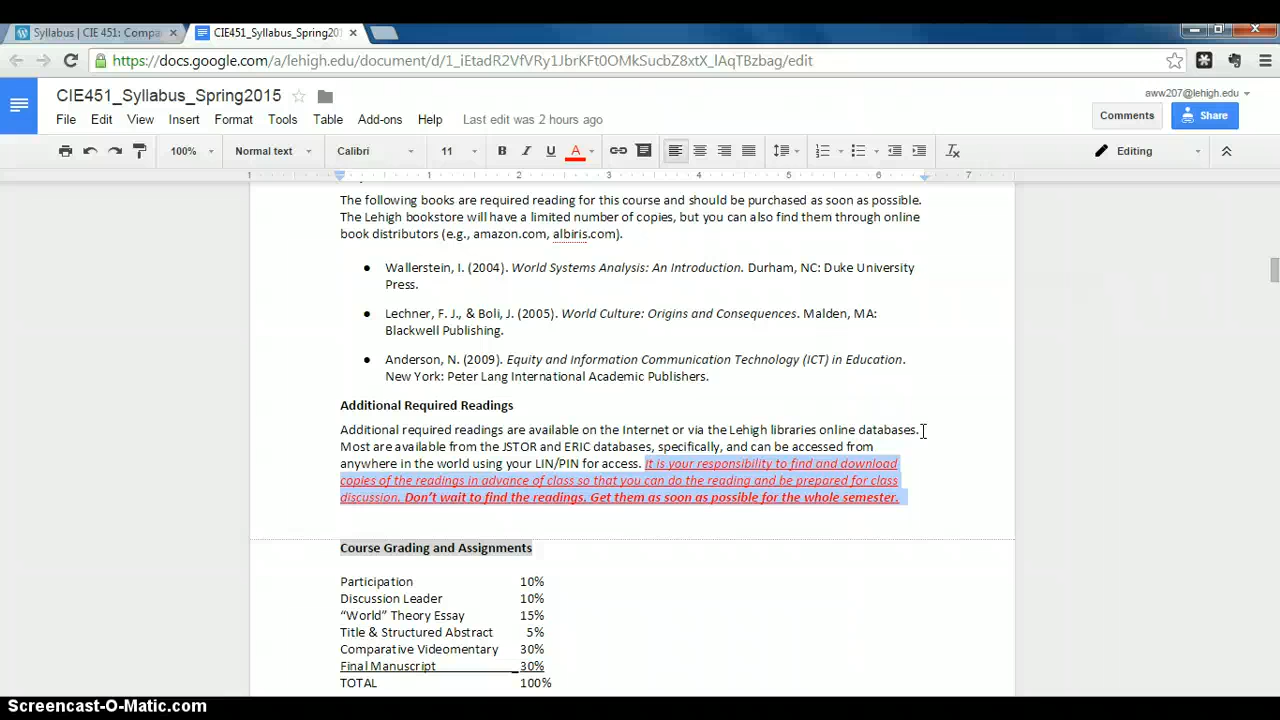 Syllabus | CIE 451: Compa
CIE451_Syllabus_Spring20
https://docs.google.com/a/lehigh.edu/document/d/1_iEtadR2VfVRy1JbrKFt0OMkSucbZ8xtX_lAqTBzbag/edit
CIE451_Syllabus_Spring2015
aww207@lehigh.edu
File Edit View Insert Format Tools Table Add-ons Help Last edit was 2 hours ago
Comments Share
100% Normal text Calibri 11 B I U A Editing
1 1 2 3 4 5 6 7
The following books are required reading for this course and should be purchased as soon as possible.
The Lehigh bookstore will have a limited number of copies, but you can also find them through online
book distributors (e.g., amazon.com, albiris.com).
● Wallerstein, I. (2004). World Systems Analysis: An Introduction. Durham, NC: Duke University
Press.
● Lechner, F. J., & Boli, J. (2005). World Culture: Origins and Consequences. Malden, MA:
Blackwell Publishing.
● Anderson, N. (2009). Equity and Information Communication Technology (ICT) in Education.
New York: Peter Lang International Academic Publishers.
Additional Required Readings
Additional required readings are available on the Internet or via the Lehigh libraries online databases.
Most are available from the JSTOR and ERIC databases, specifically, and can be accessed from
anywhere in the world using your LIN/PIN for access. It is your responsibility to find and download
copies of the readings in advance of class so that you can do the reading and be prepared for class
discussion. Don't wait to find the readings. Get them as soon as possible for the whole semester.
Course Grading and Assignments
Participation 10%
Discussion Leader 10%
“World” Theory Essay 15%
Title & Structured Abstract 5%
Comparative Videomentary 30%
Final Manuscript _30%
TOTAL 100%
Screencast-O-Matic.com